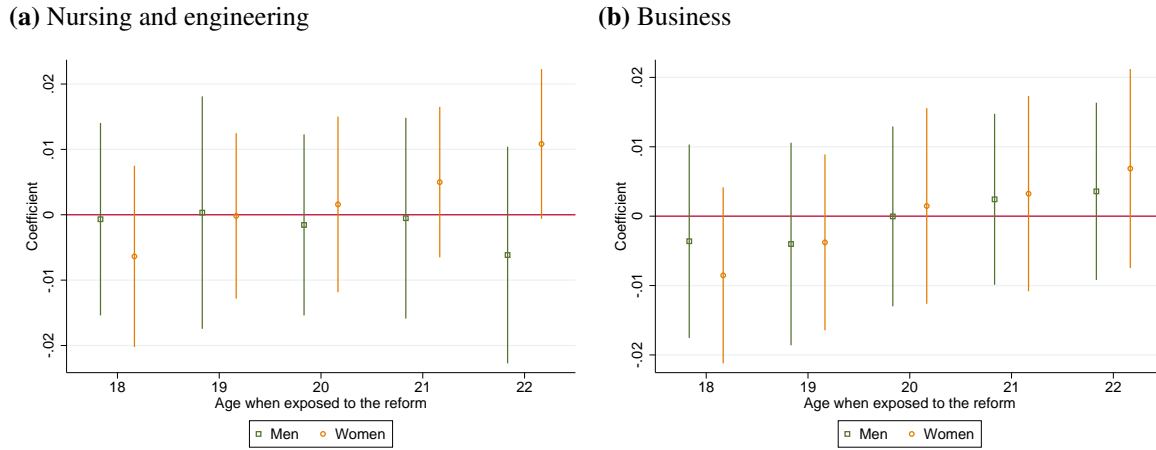 (a) Nursing and engineering
.02
.01
0
-.01
-.02
Coefficient
18 19 20 21 22
Age when exposed to the reform
Men Women
(b) Business
.02
.01
0
-.01
-.02
Coefficient
18 19 20 21 22
Age when exposed to the reform
Men Women